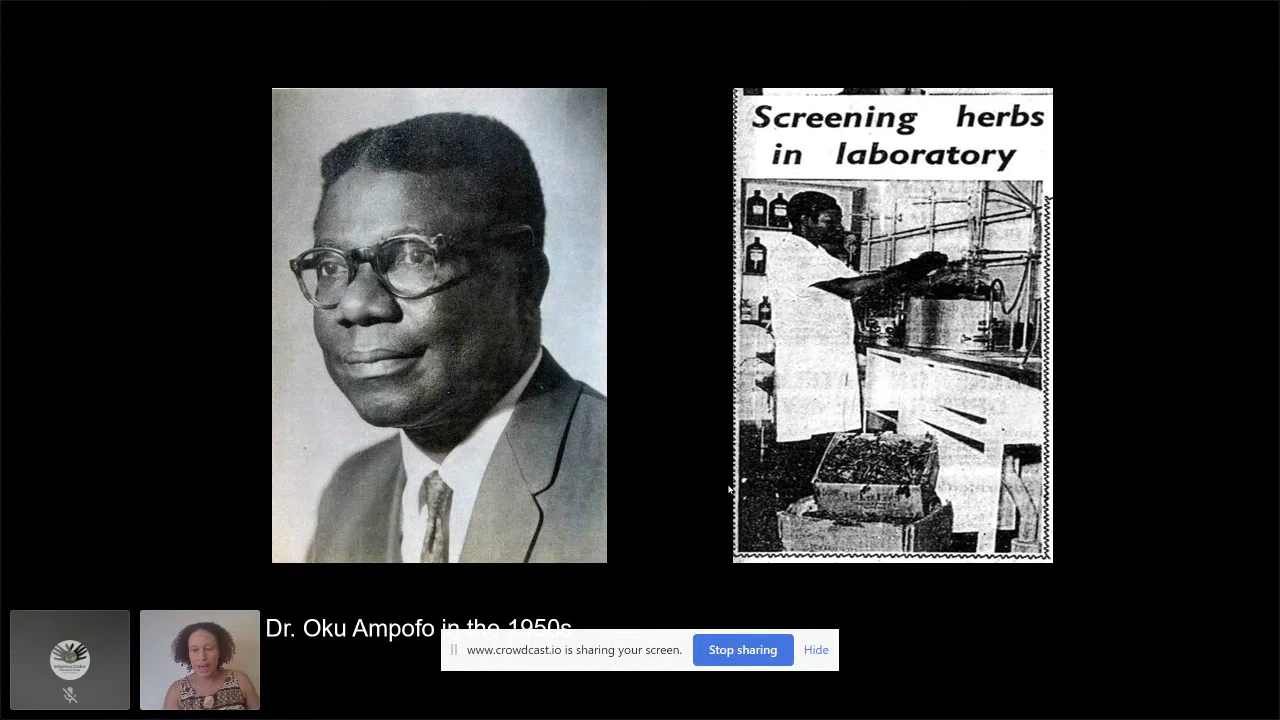 Screening herbs
in laboratory
Dr. Oku Ampofo in the 1950s
www.crowdcast.io is sharing your screen.
Stop sharing
Hide